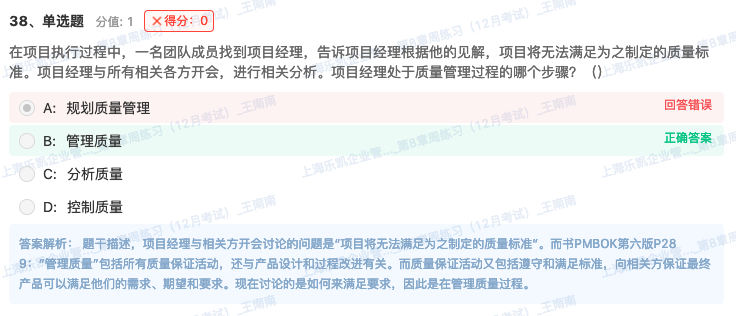 38、单选题 分值: 1 ×得分：0
在项目执行过程中，一名团队成员找到项目经理，告诉项目经理根据他的见解，项目将无法满足为之制定的质量标
准。项目经理与所有相关各方开会，进行相关分析。项目经理处于质量管理过程的哪个步骤？（）
A: 规划质量管理 回答错误
B: 管理质量 正确答案
C: 分析质量
D: 控制质量
答案解析： 题干描述，项目经理与相关方开会讨论的问题是“项目将无法满足为之制定的质量标准”。而书PMBOK第六版P28
9：“管理质量”包括所有质量保证活动，还与产品设计和过程改进有关。而质量保证活动又包括遵守和满足标准，向相关方保证最终
产品可以满足他们的需求、期望和要求。现在讨论的是如何来满足要求，因此是在管理质量过程。
上海乐凯企业管..._第8章周练习（12月考试）_王南南